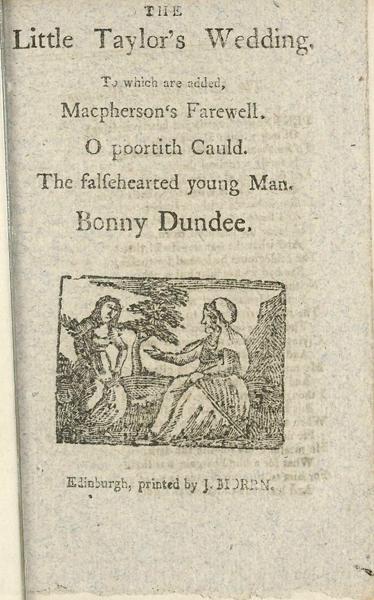 THE
Little Taylor's Wedding.
To which are added,
Macpherson's Farewell.
O poortith Cauld.
The falsehearted young Man.
Bonny Dundee.
Edinburgh, printed by J. MORREN.